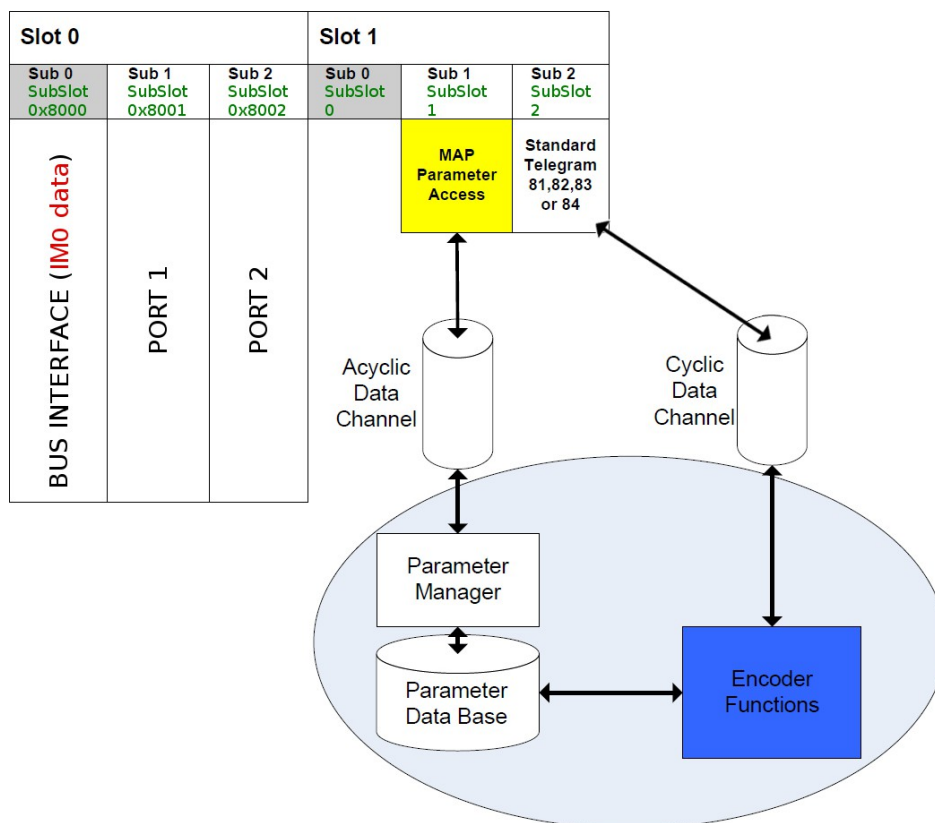 Slot 0
Slot 1
Sub 0
SubSlot
0x8000
Sub 1
SubSlot
0x8001
Sub 2
SubSlot
0x8002
Sub 0
SubSlot
0
Sub 1
SubSlot
1
Sub 2
SubSlot
2
BUS INTERFACE (IM0 data)
PORT 1
PORT 2
MAP
Parameter
Access
Standard
Telegram
81,82,83
or 84
Acyclic
Data
Channel
Cyclic
Data
Channel
Parameter
Manager
Parameter
Data Base
Encoder
Functions